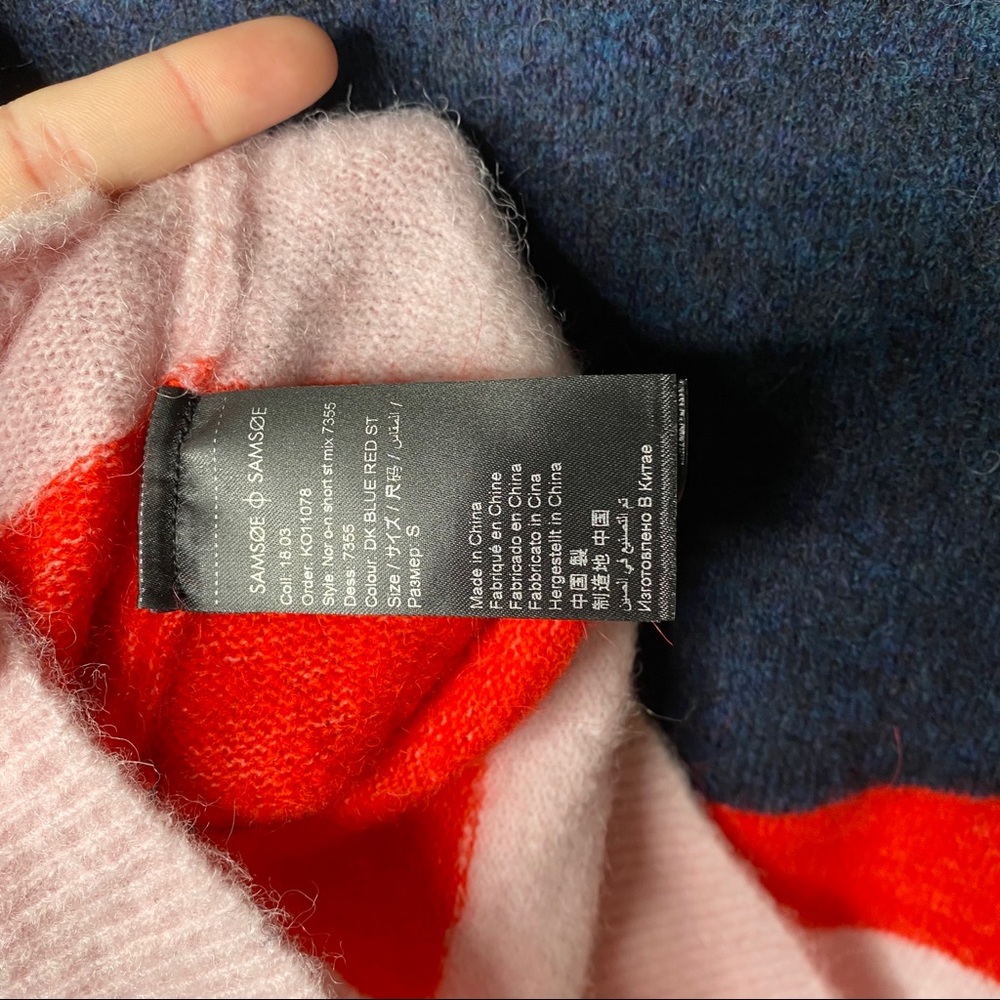 SAMSØE Φ SAMSØE
Coll: 18.03
Order: KO11078
Style: Nor o-n short st mix 7355
Dess: 7355
Colour: DK BLUE RED ST
Size / サイズ / 尺码 / المقاس /
Размер: S
Made in China
Fabriqué en Chine
Fabricado en China
Fabbricato in Cina
Hergestellt in China
中国 製
制造地 中国
تم التصنيع في الصين
Изготовлено В Китае